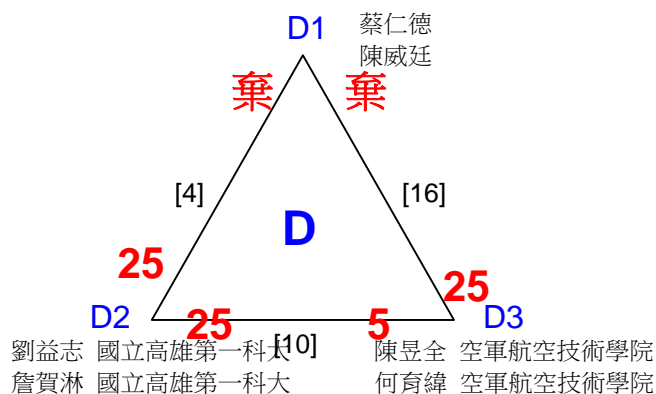 D1
蔡仁德
陳威廷
棄 棄
[4] [16]
D
25 25
D2 25 5 D3
[10]
劉益志 國立高雄第一科大 陳昱全 空軍航空技術學院
詹賀淋 國立高雄第一科大 何育緯 空軍航空技術學院